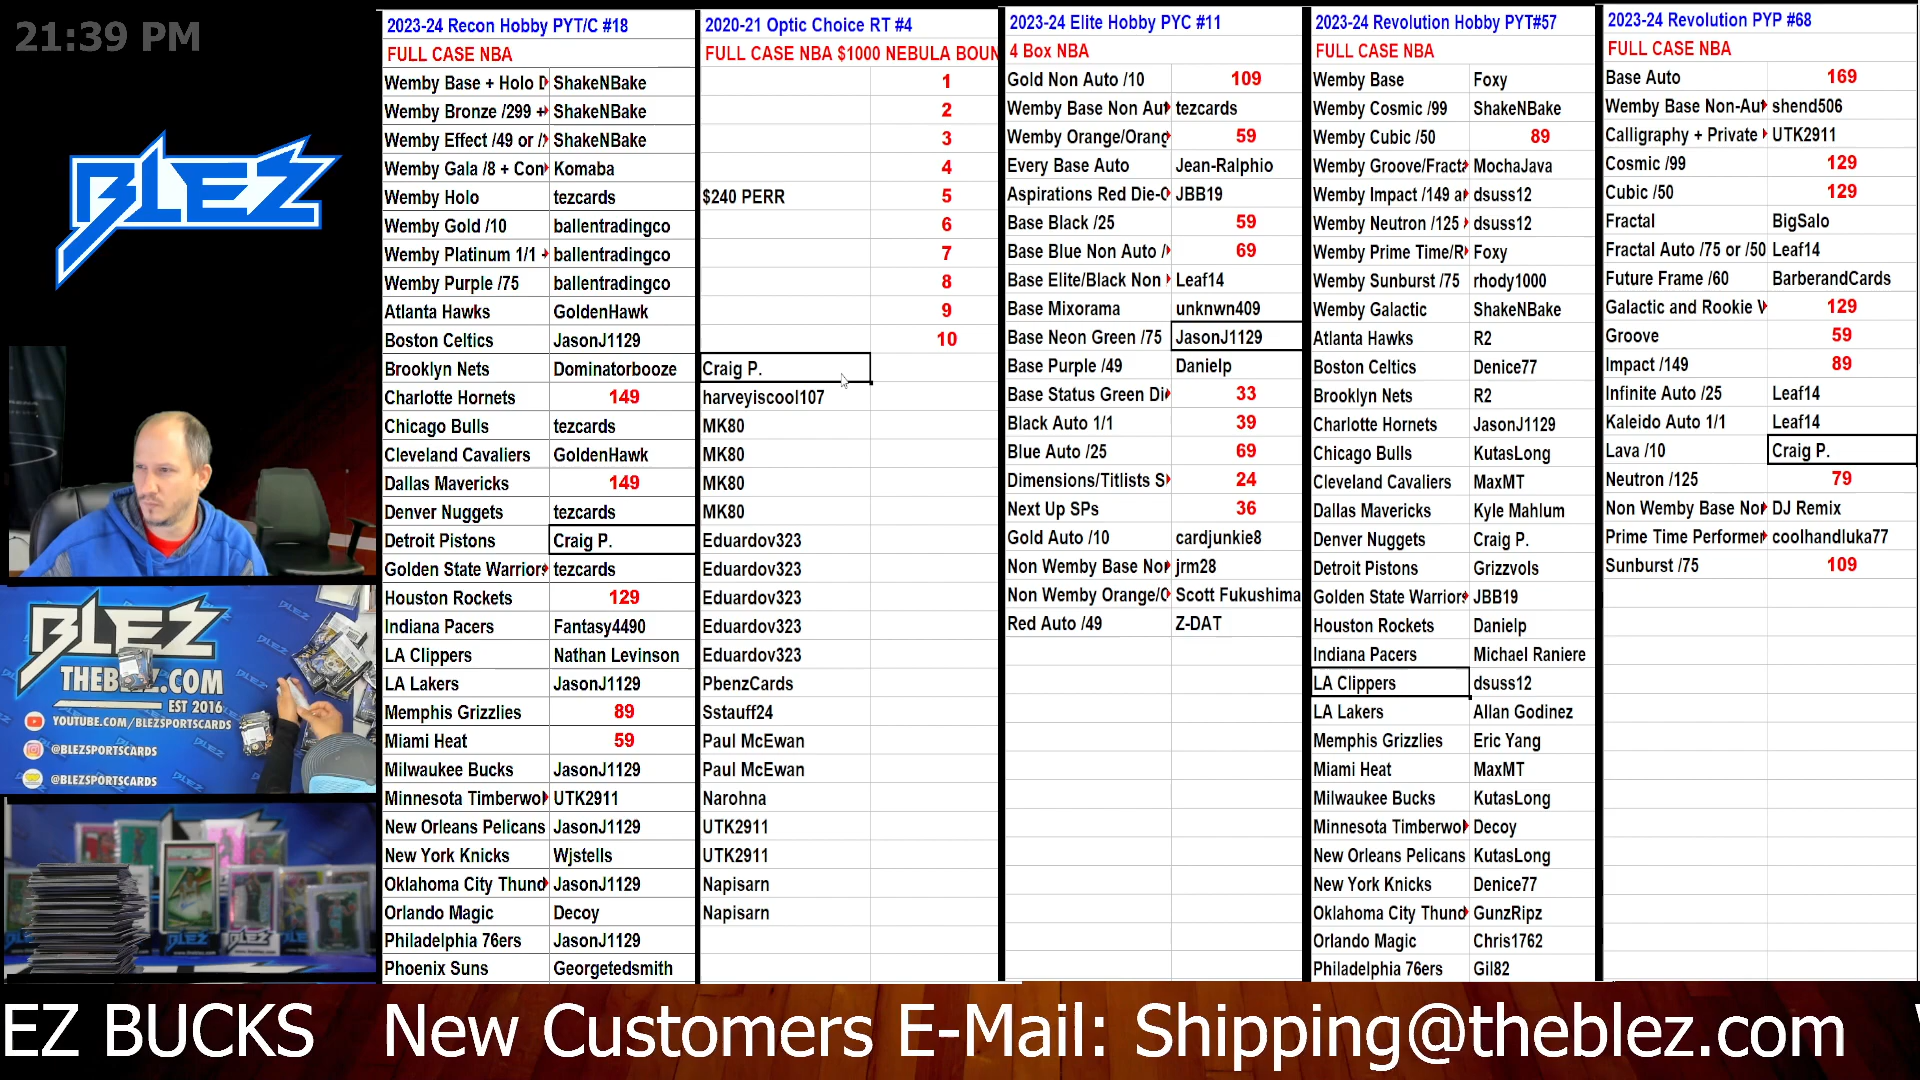 21:39 PM
BLEZ
BLEZ
THEBLEZ.COM
EST 2016
YOUTUBE.COM/BLEZSPORTSCARDS
@BLEZSPORTSCARDS
@BLEZSPORTSCARDS
2023-24 Recon Hobby PYT/C #18
FULL CASE NBA
Wemby Base + Holo D ShakeNBake
Wemby Bronze /299 + ShakeNBake
Wemby Effect /49 or /: ShakeNBake
Wemby Gala /8 + Con Komaba
Wemby Holo tezcards
Wemby Gold /10 ballentradingco
Wemby Platinum 1/1 + ballentradingco
Wemby Purple /75 ballentradingco
Atlanta Hawks GoldenHawk
Boston Celtics JasonJ1129
Brooklyn Nets Dominatorbooze
Charlotte Hornets 149
Chicago Bulls tezcards
Cleveland Cavaliers GoldenHawk
Dallas Mavericks 149
Denver Nuggets tezcards
Detroit Pistons Craig P.
Golden State Warriors tezcards
Houston Rockets 129
Indiana Pacers Fantasy4490
LA Clippers Nathan Levinson
LA Lakers JasonJ1129
Memphis Grizzlies 89
Miami Heat 59
Milwaukee Bucks JasonJ1129
Minnesota Timberwol UTK2911
New Orleans Pelicans JasonJ1129
New York Knicks Wjstells
Oklahoma City Thund JasonJ1129
Orlando Magic Decoy
Philadelphia 76ers JasonJ1129
Phoenix Suns Georgetedsmith
2020-21 Optic Choice RT #4
FULL CASE NBA $1000 NEBULA BOUN
1
2
3
4
$240 PERR 5
6
7
8
9
10
Craig P.
harveyiscool107
MK80
MK80
MK80
MK80
Eduardov323
Eduardov323
Eduardov323
Eduardov323
Eduardov323
PbenzCards
Sstauff24
Paul McEwan
Paul McEwan
Narohna
UTK2911
UTK2911
Napisarn
Napisarn
2023-24 Elite Hobby PYC #11
4 Box NBA
Gold Non Auto /10 109
Wemby Base Non Aut tezcards
Wemby Orange/Orang 59
Every Base Auto Jean-Ralphio
Aspirations Red Die-C JBB19
Base Black /25 59
Base Blue Non Auto / 69
Base Elite/Black Non Leaf14
Base Mixorama unknwn409
Base Neon Green /75 JasonJ1129
Base Purple /49 Danielp
Base Status Green Di 33
Black Auto 1/1 39
Blue Auto /25 69
Dimensions/Titlists S 24
Next Up SPs 36
Gold Auto /10 cardjunkie8
Non Wemby Base Non jrm28
Non Wemby Orange/O Scott Fukushima
Red Auto /49 Z-DAT
2023-24 Revolution Hobby PYT#57
FULL CASE NBA
Wemby Base Foxy
Wemby Cosmic /99 ShakeNBake
Wemby Cubic /50 89
Wemby Groove/Fracta MochaJava
Wemby Impact /149 a dsuss12
Wemby Neutron /125 dsuss12
Wemby Prime Time/R Foxy
Wemby Sunburst /75 rhody1000
Wemby Galactic ShakeNBake
Atlanta Hawks R2
Boston Celtics Denice77
Brooklyn Nets R2
Charlotte Hornets JasonJ1129
Chicago Bulls KutasLong
Cleveland Cavaliers MaxMT
Dallas Mavericks Kyle Mahlum
Denver Nuggets Craig P.
Detroit Pistons Grizzvols
Golden State Warriors JBB19
Houston Rockets Danielp
Indiana Pacers Michael Raniere
LA Clippers dsuss12
LA Lakers Allan Godinez
Memphis Grizzlies Eric Yang
Miami Heat MaxMT
Milwaukee Bucks KutasLong
Minnesota Timberwol Decoy
New Orleans Pelicans KutasLong
New York Knicks Denice77
Oklahoma City Thund GunzRipz
Orlando Magic Chris1762
Philadelphia 76ers Gil82
2023-24 Revolution PYP #68
FULL CASE NBA
Base Auto 169
Wemby Base Non-Aut shend506
Calligraphy + Private UTK2911
Cosmic /99 129
Cubic /50 129
Fractal BigSalo
Fractal Auto /75 or /50 Leaf14
Future Frame /60 BarberandCards
Galactic and Rookie V 129
Groove 59
Impact /149 89
Infinite Auto /25 Leaf14
Kaleido Auto 1/1 Leaf14
Lava /10 Craig P.
Neutron /125 79
Non Wemby Base Non DJ Remix
Prime Time Performer coolhandluka77
Sunburst /75 109
EZ BUCKS New Customers E-Mail: Shipping@theblez.com